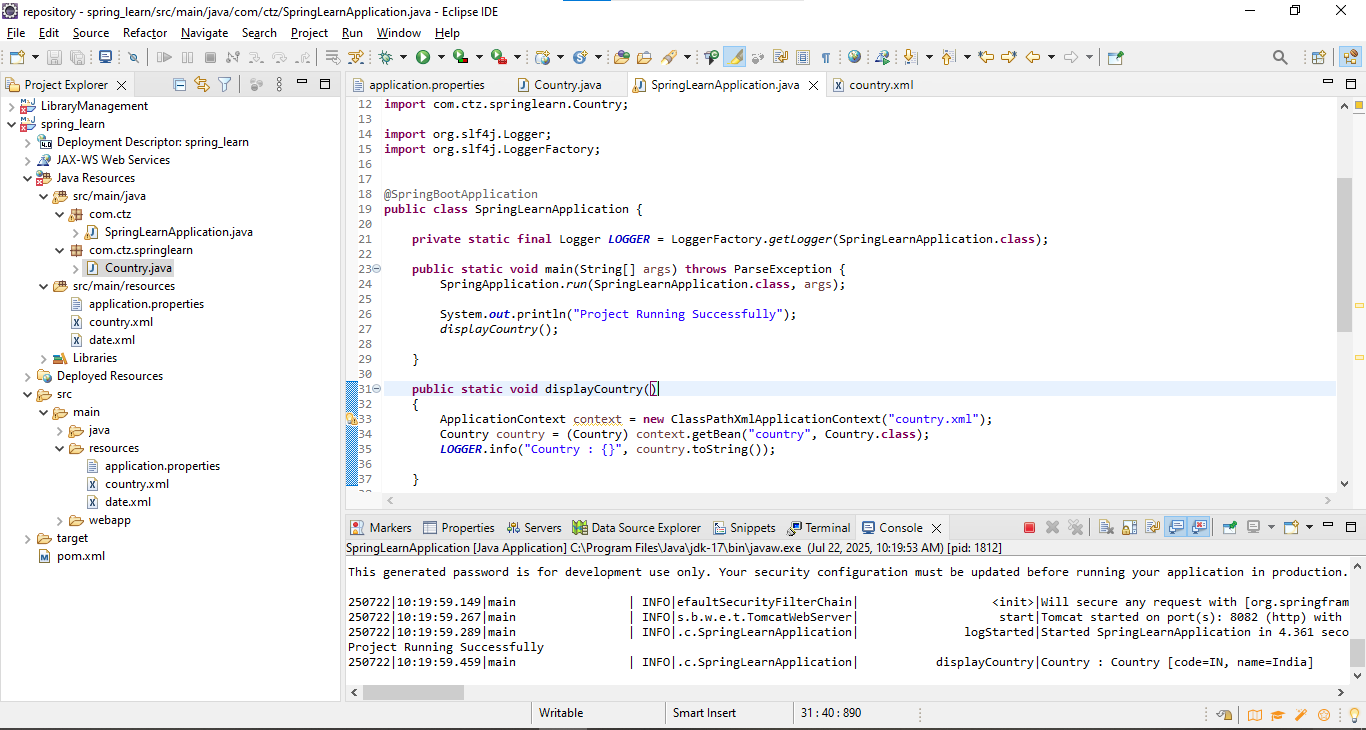 repository - spring_learn/src/main/java/com/ctz/SpringLearnApplication.java - Eclipse IDE
File Edit Source Refactor Navigate Search Project Run Window Help
Project Explorer
LibraryManagement
spring_learn
Deployment Descriptor: spring_learn
JAX-WS Web Services
Java Resources
src/main/java
com.ctz
SpringLearnApplication.java
com.ctz.springlearn
Country.java
src/main/resources
application.properties
country.xml
date.xml
Libraries
Deployed Resources
src
main
java
resources
application.properties
country.xml
date.xml
webapp
target
pom.xml
application.properties Country.java SpringLearnApplication.java country.xml
12 import com.ctz.springlearn.Country;
13
14 import org.slf4j.Logger;
15 import org.slf4j.LoggerFactory;
16
17
18 @SpringBootApplication
19 public class SpringLearnApplication {
20
21 private static final Logger LOGGER = LoggerFactory.getLogger(SpringLearnApplication.class);
22
23 public static void main(String[] args) throws ParseException {
24 SpringApplication.run(SpringLearnApplication.class, args);
25
26 System.out.println("Project Running Successfully");
27 displayCountry();
28
29 }
30
31 public static void displayCountry()
32 {
33 ApplicationContext context = new ClassPathXmlApplicationContext("country.xml");
34 Country country = (Country) context.getBean("country", Country.class);
35 LOGGER.info("Country : {}", country.toString());
36
37 }
Markers Properties Servers Data Source Explorer Snippets Terminal Console
SpringLearnApplication [Java Application] C:\Program Files\Java\jdk-17\bin\javaw.exe (Jul 22, 2025, 10:19:53 AM) [pid: 1812]
This generated password is for development use only. Your security configuration must be updated before running your application in production.
250722|10:19:59.149|main | INFO|efaultSecurityFilterChain| <init>|Will secure any request with [org.springfram
250722|10:19:59.267|main | INFO|s.b.w.e.t.TomcatWebServer| start|Tomcat started on port(s): 8082 (http) with
250722|10:19:59.289|main | INFO|.c.SpringLearnApplication| logStarted|Started SpringLearnApplication in 4.361 seco
Project Running Successfully
250722|10:19:59.459|main | INFO|.c.SpringLearnApplication| displayCountry|Country : Country [code=IN, name=India]
Writable Smart Insert 31 : 40 : 890